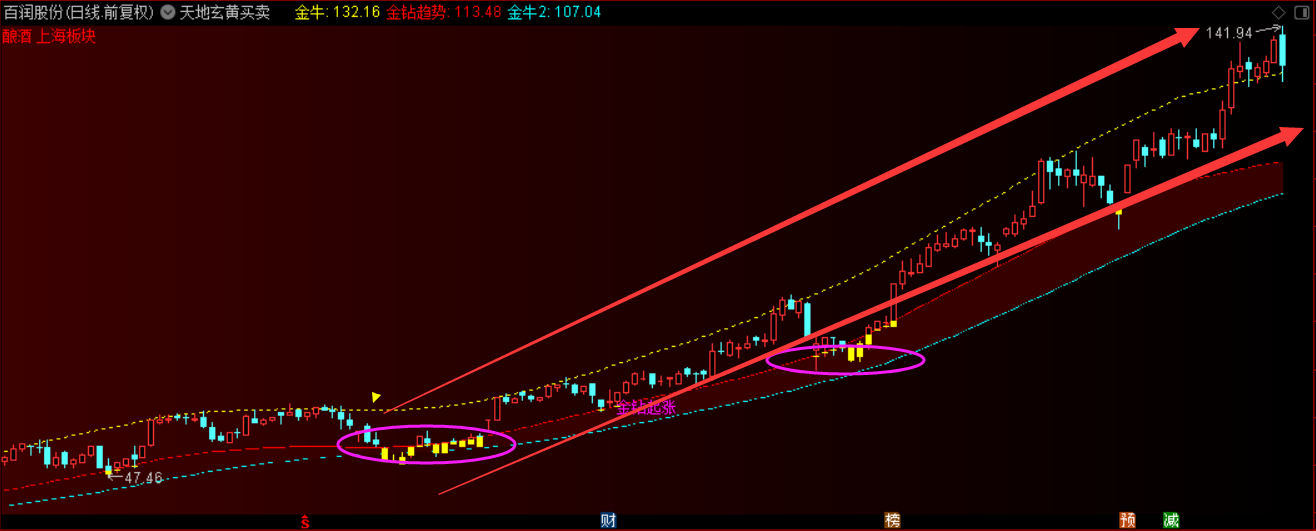 百润股份(日线.前复权) 天地玄黄买卖 金牛: 132.16 金钻趋势: 113.48 金牛2: 107.04
酿酒 上海板块
141.94
金钻起涨
47.46
$ 财 榜 预 减